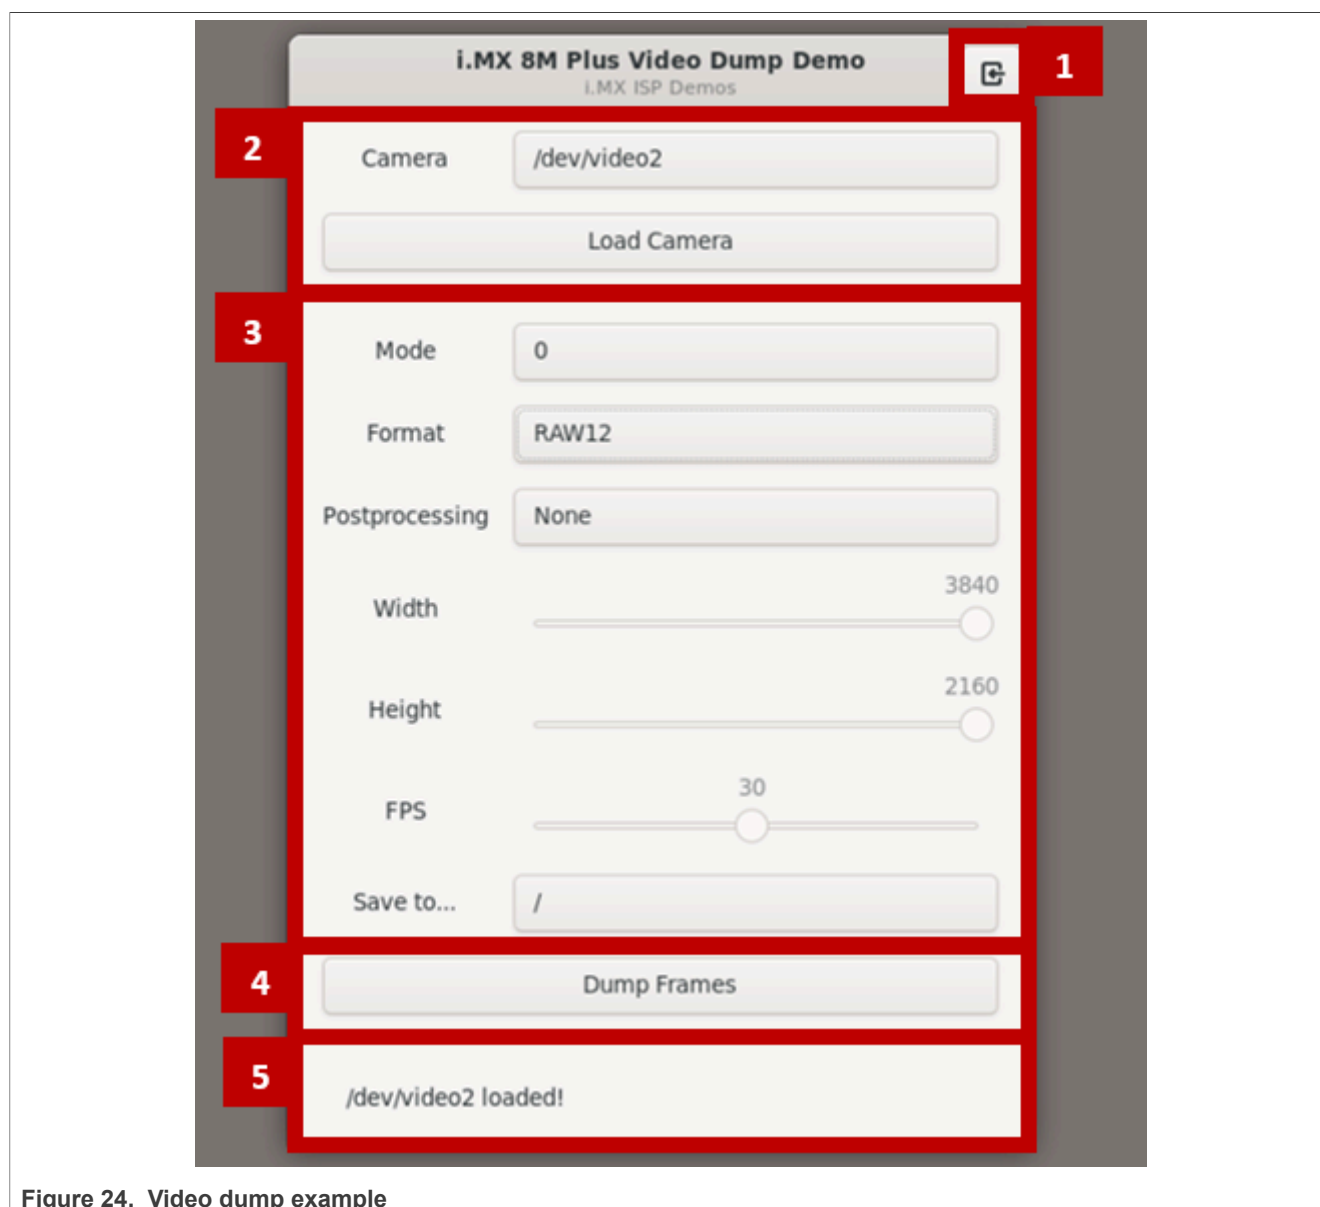 i.MX 8M Plus Video Dump Demo
i.MX ISP Demos
1
2
Camera /dev/video2
Load Camera
3
Mode 0
Format RAW12
Postprocessing None
3840
Width
2160
Height
30
FPS
Save to... /
4
Dump Frames
5
/dev/video2 loaded!
Figure 24. Video dump example